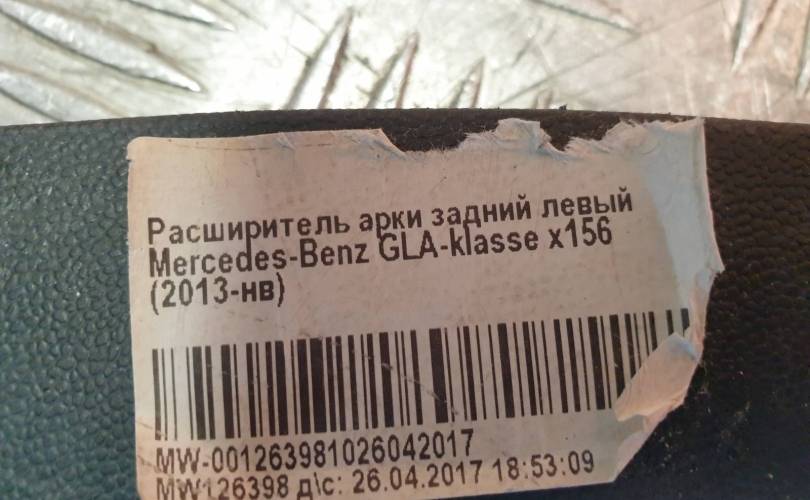 Расширитель арки задний левый
Mercedes-Benz GLA-klasse x156
(2013-нв)
MW-001263981026042017
MW126398 д\с: 26.04.2017 18:53:09